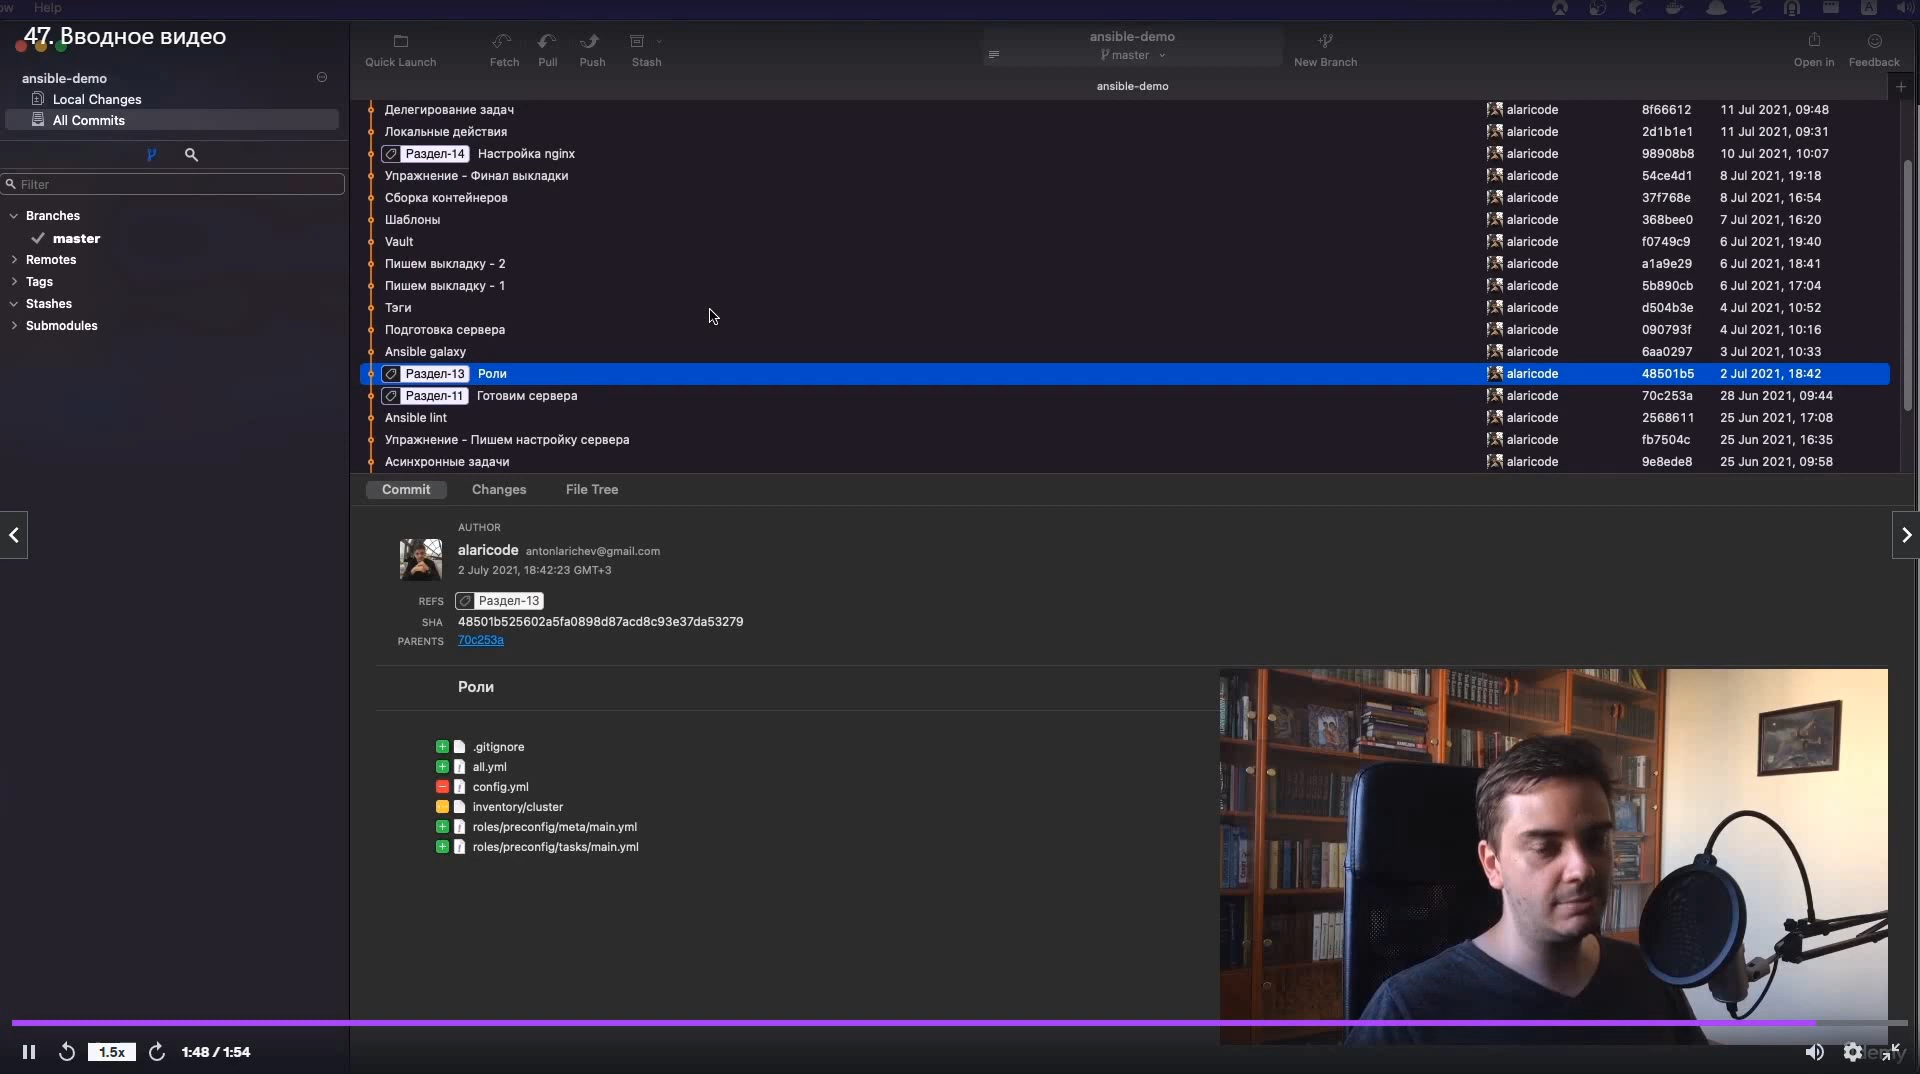 Help
47. Вводное видео
Quick Launch
Fetch
Pull
Push
Stash
ansible-demo
master
New Branch
Open in
Feedback
ansible-demo
ansible-demo
Local Changes
All Commits
Filter
Branches
master
Remotes
Tags
Stashes
Submodules
Делегирование задач alaricode 8f66612 11 Jul 2021, 09:48
Локальные действия alaricode 2d1b1e1 11 Jul 2021, 09:31
Раздел-14 Настройка nginx alaricode 98908b8 10 Jul 2021, 10:07
Упражнение - Финал выкладки alaricode 54ce4d1 8 Jul 2021, 19:18
Сборка контейнеров alaricode 37f768e 8 Jul 2021, 16:54
Шаблоны alaricode 368bee0 7 Jul 2021, 16:20
Vault alaricode f0749c9 6 Jul 2021, 19:40
Пишем выкладку - 2 alaricode a1a9e29 6 Jul 2021, 18:41
Пишем выкладку - 1 alaricode 5b890cb 6 Jul 2021, 17:04
Тэги alaricode d504b3e 4 Jul 2021, 10:52
Подготовка сервера alaricode 090793f 4 Jul 2021, 10:16
Ansible galaxy alaricode 6aa0297 3 Jul 2021, 10:33
Раздел-13 Роли alaricode 48501b5 2 Jul 2021, 18:42
Раздел-11 Готовим сервера alaricode 70c253a 28 Jun 2021, 09:44
Ansible lint alaricode 2568611 25 Jun 2021, 17:08
Упражнение - Пишем настройку сервера alaricode fb7504c 25 Jun 2021, 16:35
Асинхронные задачи alaricode 9e8ede8 25 Jun 2021, 09:58
Commit Changes File Tree
AUTHOR
alaricode antonlarichev@gmail.com
2 July 2021, 18:42:23 GMT+3
REFS Раздел-13
SHA 48501b525602a5fa0898d87acd8c93e37da53279
PARENTS 70c253a
Роли
.gitignore
all.yml
config.yml
inventory/cluster
roles/preconfig/meta/main.yml
roles/preconfig/tasks/main.yml
1.5x
1:48 / 1:54